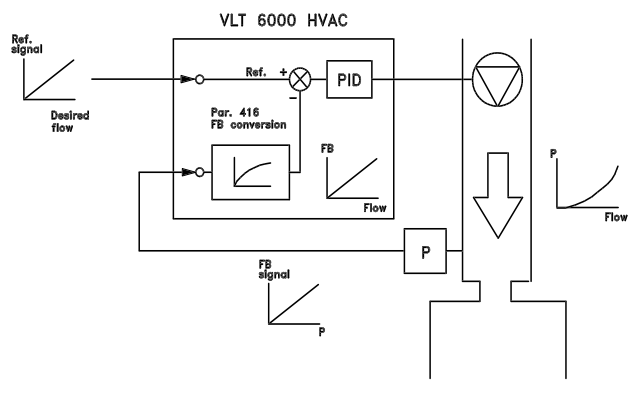 VLT 6000 HVAC
Ref.
signal
Desired
flow
Ref.
+
PID
–
Par. 416
FB conversion
FB
Flow
P
Flow
P
FB
signal
P